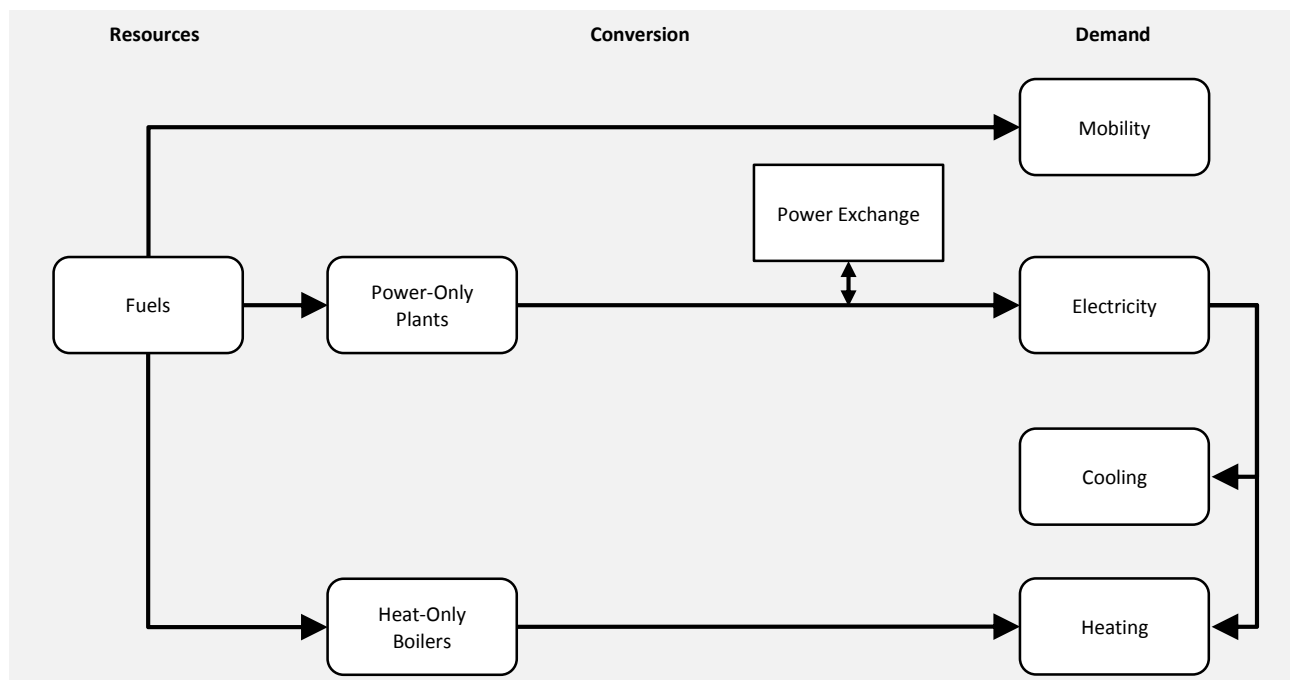 Resources
Conversion
Demand
Mobility
Power Exchange
Fuels
Power-Only
Plants
Electricity
Cooling
Heat-Only
Boilers
Heating